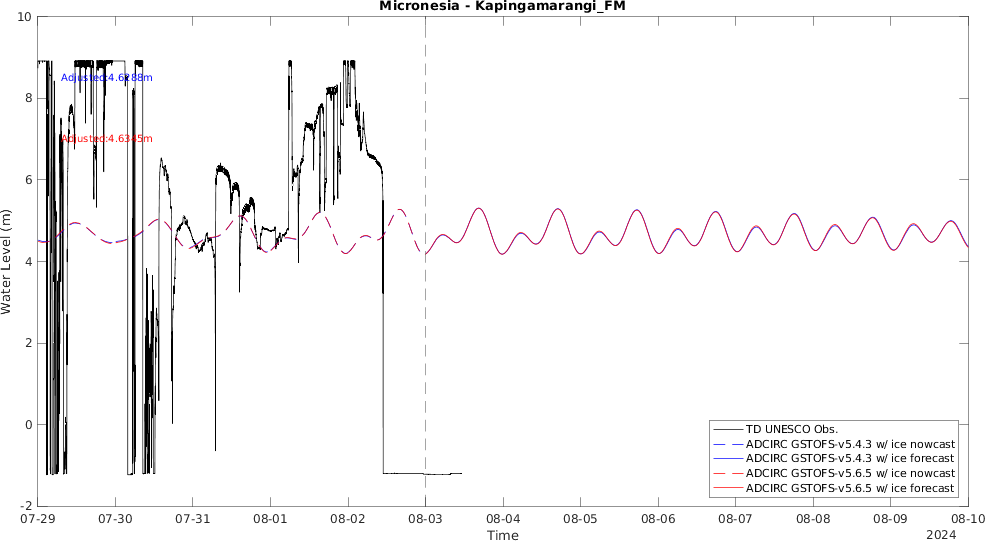 Micronesia - Kapingamarangi_FM
10
8
6
4
2
0
-2
Water Level (m)
Adjusted:4.6288m
Adjusted:4.6345m
TD UNESCO Obs.
ADCIRC GSTOFS-v5.4.3 w/ ice nowcast
ADCIRC GSTOFS-v5.4.3 w/ ice forecast
ADCIRC GSTOFS-v5.6.5 w/ ice nowcast
ADCIRC GSTOFS-v5.6.5 w/ ice forecast
07-29 07-30 07-31 08-01 08-02 08-03 08-04 08-05 08-06 08-07 08-08 08-09 08-10
Time
2024